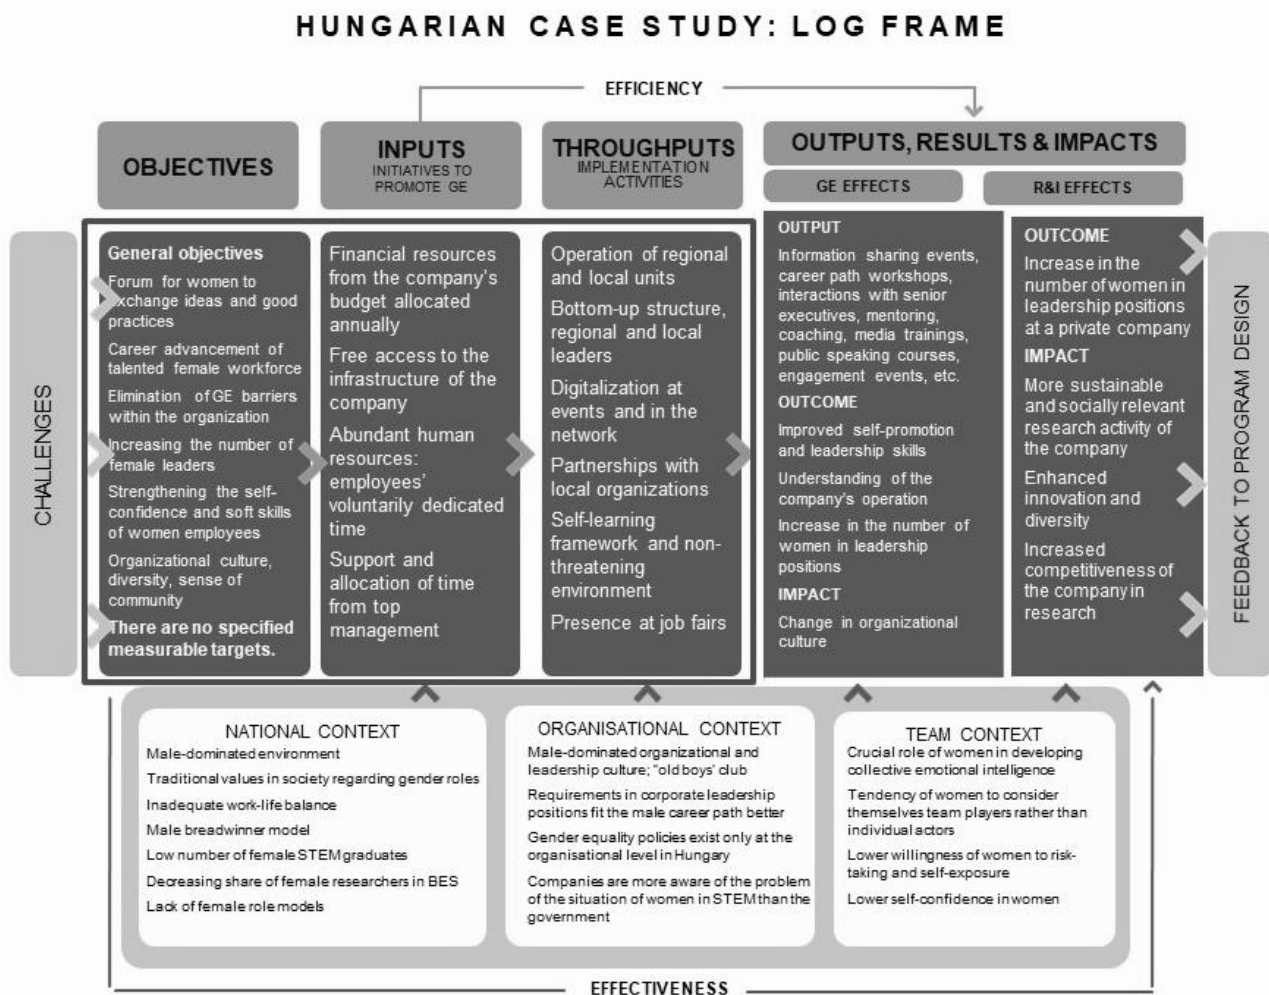 HUNGARIAN CASE STUDY: LOG FRAME
EFFICIENCY
OBJECTIVES
INPUTS
INITIATIVES TO
PROMOTE GE
THROUGHPUTS
IMPLEMENTATION
ACTIVITIES
OUTPUTS, RESULTS & IMPACTS
GE EFFECTS
R&I EFFECTS
CHALLENGES
General objectives
Forum for women to
exchange ideas and good
practices
Career advancement of
talented female workforce
Elimination of GE barriers
within the organization
Increasing the number of
female leaders
Strengthening the self-
confidence and soft skills
of women employees
Organizational culture,
diversity, sense of
community
There are no specified
measurable targets.
Financial resources
from the company's
budget allocated
annually
Free access to the
infrastructure of the
company
Abundant human
resources:
employees'
voluntarily dedicated
time
Support and
allocation of time
from top
management
Operation of regional
and local units
Bottom-up structure,
regional and local
leaders
Digitalization at
events and in the
network
Partnerships with
local organizations
Self-learning
framework and non-
threatening
environment
Presence at job fairs
OUTPUT
Information sharing events,
career path workshops,
interactions with senior
executives, mentoring,
coaching, media trainings,
public speaking courses,
engagement events, etc.
OUTCOME
Improved self-promotion
and leadership skills
Understanding of the
company's operation
Increase in the number of
women in leadership
positions
IMPACT
Change in organizational
culture
OUTCOME
Increase in the
number of women in
leadership positions
at a private company
IMPACT
More sustainable
and socially relevant
research activity of
the company
Enhanced
innovation and
diversity
Increased
competitiveness of
the company in
research
FEEDBACK TO PROGRAM DESIGN
NATIONAL CONTEXT
Male-dominated environment
Traditional values in society regarding gender roles
Inadequate work-life balance
Male breadwinner model
Low number of female STEM graduates
Decreasing share of female researchers in BES
Lack of female role models
ORGANISATIONAL CONTEXT
Male-dominated organizational and
leadership culture; "old boys' club
Requirements in corporate leadership
positions fit the male career path better
Gender equality policies exist only at the
organisational level in Hungary
Companies are more aware of the problem
of the situation of women in STEM than the
government
TEAM CONTEXT
Crucial role of women in developing
collective emotional intelligence
Tendency of women to consider
themselves team players rather than
individual actors
Lower willingness of women to risk-
taking and self-exposure
Lower self-confidence in women
EFFECTIVENESS